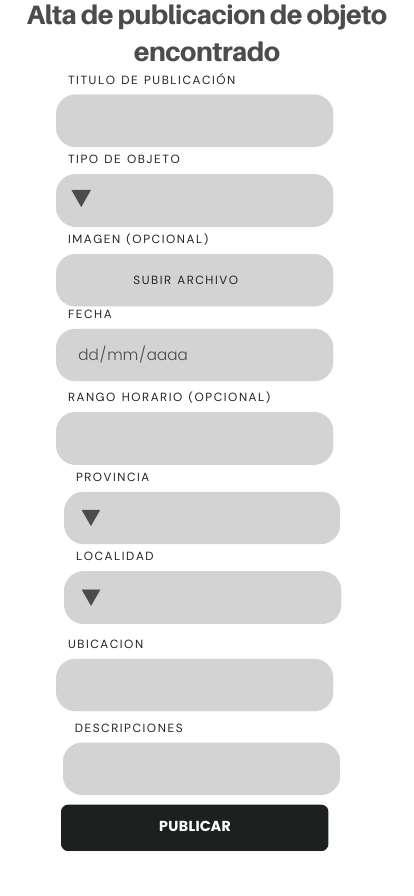 Alta de publicacion de objeto
encontrado
TITULO DE PUBLICACIÓN
TIPO DE OBJETO
IMAGEN (OPCIONAL)
SUBIR ARCHIVO
FECHA
dd/mm/aaaa
RANGO HORARIO (OPCIONAL)
PROVINCIA
LOCALIDAD
UBICACION
DESCRIPCIONES
PUBLICAR